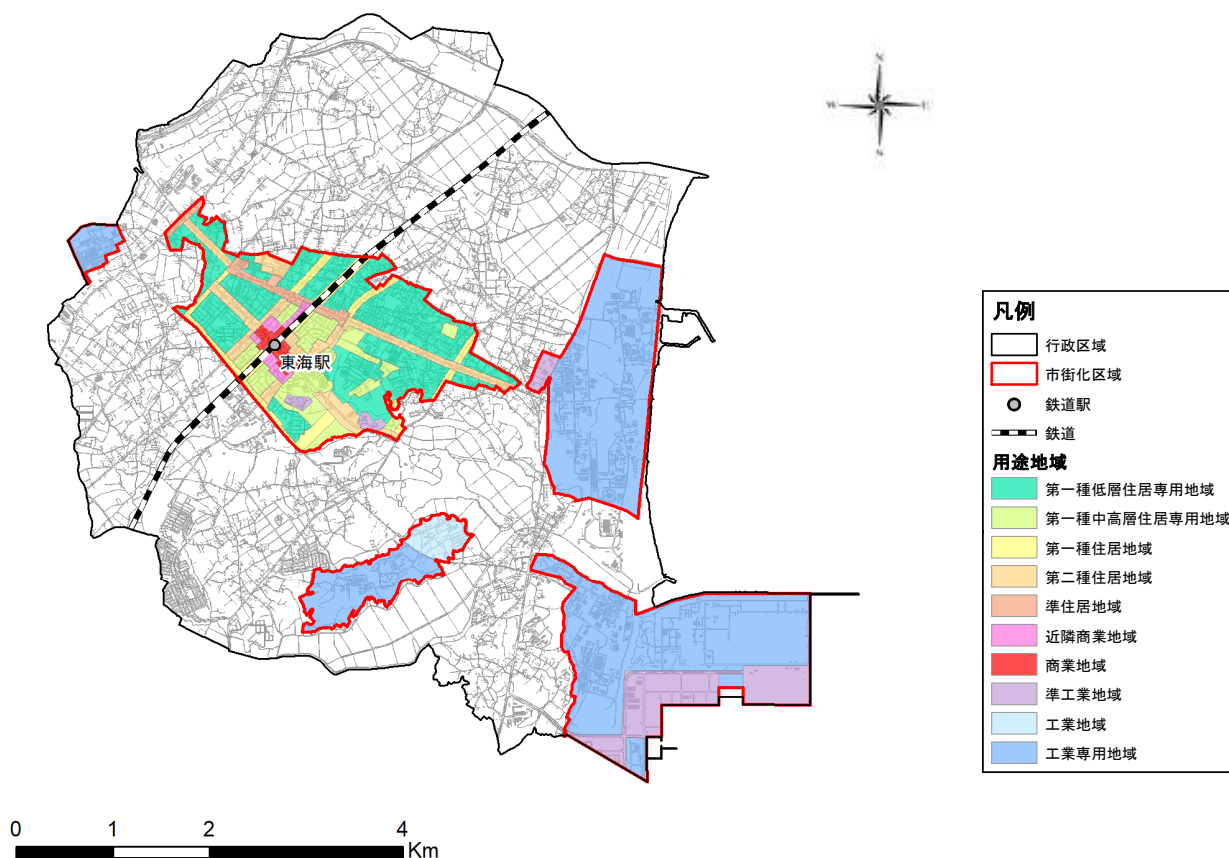 N
W
E
S
東海駅
凡例
行政区域
市街化区域
鉄道駅
鉄道
用途地域
第一種低層住居専用地域
第一種中高層住居専用地域
第一種住居地域
第二種住居地域
準住居地域
近隣商業地域
商業地域
準工業地域
工業地域
工業専用地域
0 1 2 4
Km